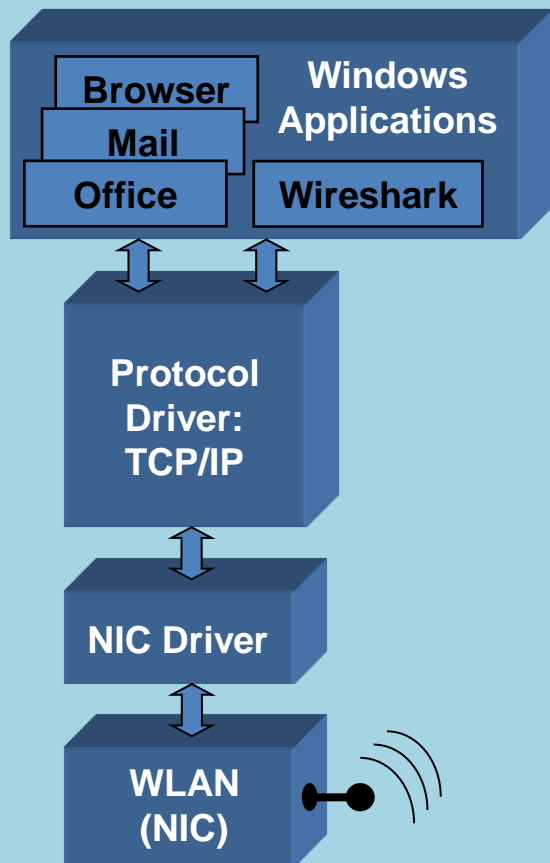 Windows
Applications
Browser
Mail
Office
Wireshark
Protocol
Driver:
TCP/IP
NIC Driver
WLAN
(NIC)